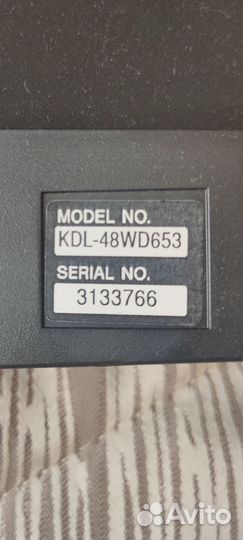 MODEL NO.
KDL-48WD653
SERIAL NO.
3133766
Avito